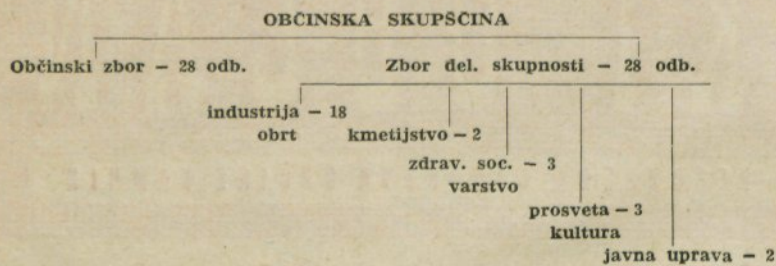 OBČINSKA SKUPŠČINA
Občinski zbor — 28 odb. Zbor del. skupnosti — 28 odb.
industrija — 18
obrt kmetijstvo — 2
zdrav. soc. — 3
varstvo
prosveta — 3
kultura
javna uprava — 2